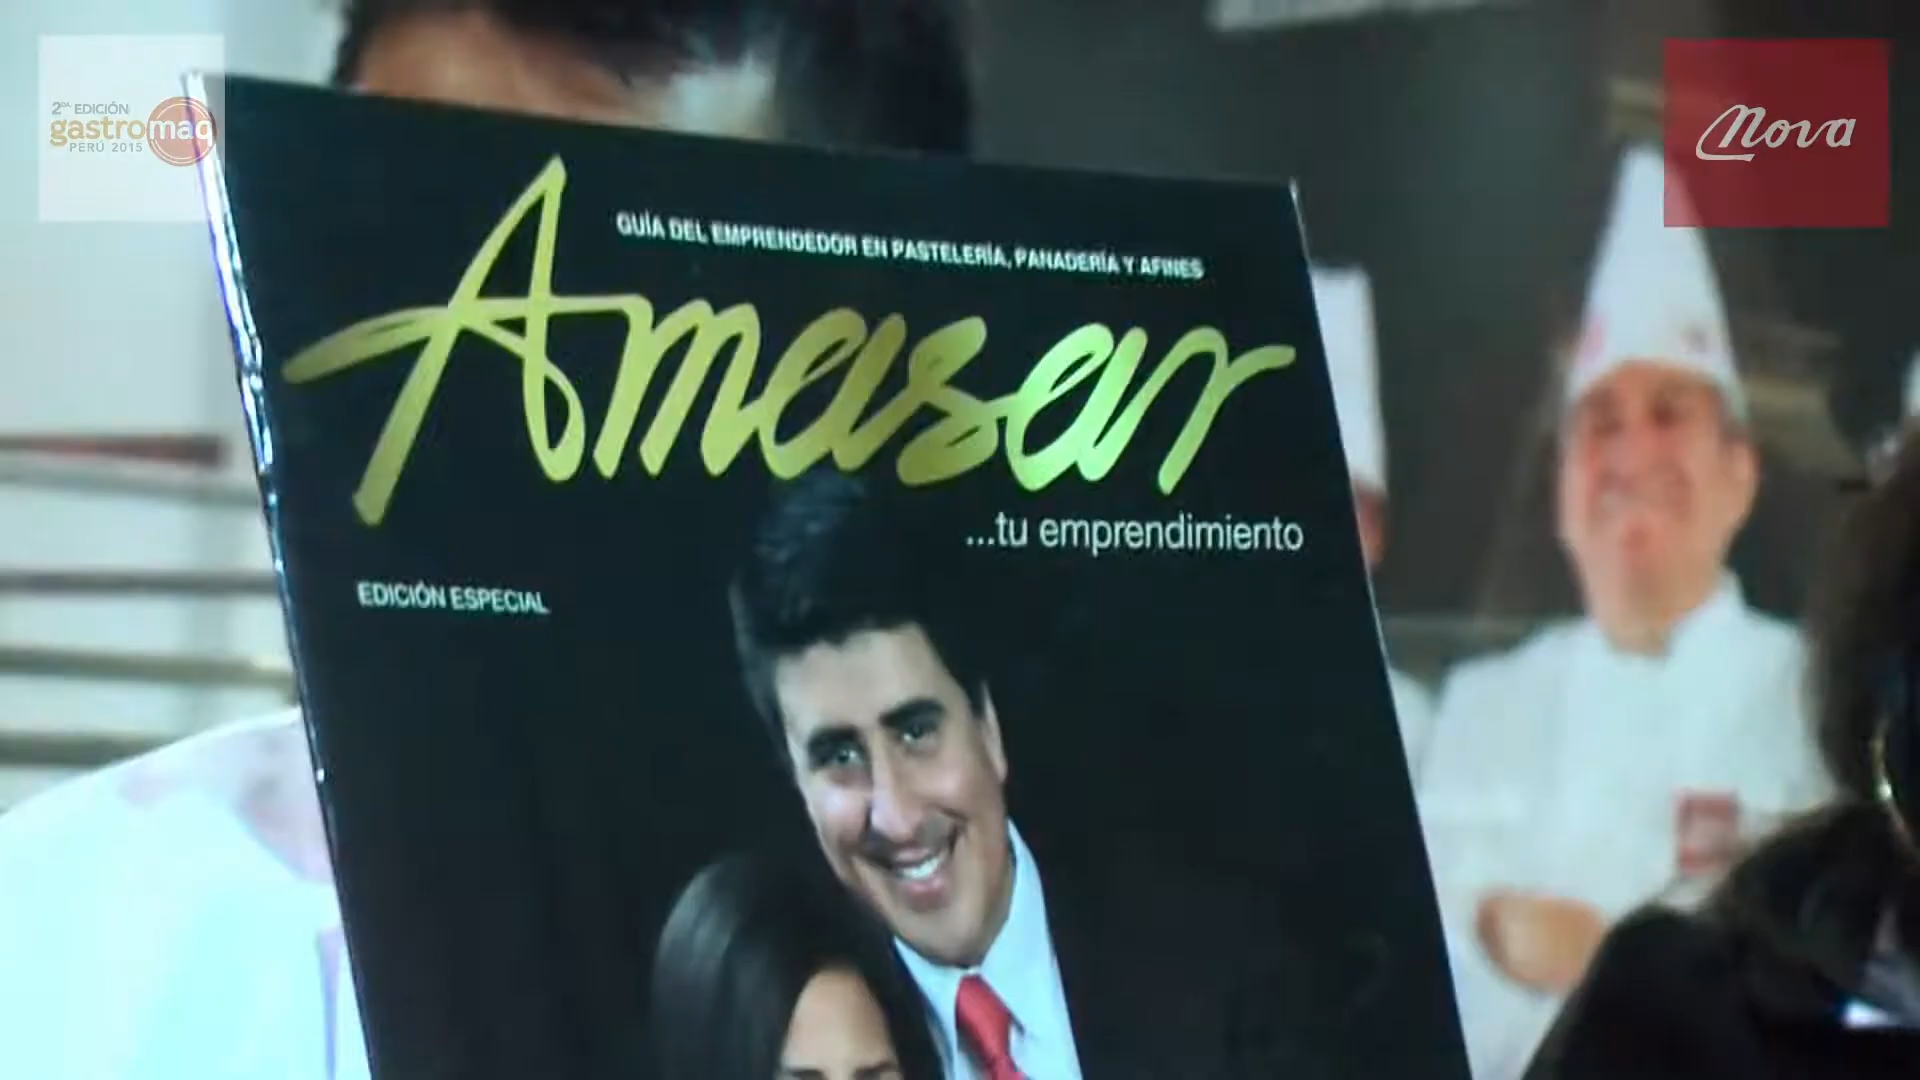 2DA EDICIÓN
gastromaq
PERÚ 2015
Nova
GUÍA DEL EMPRENDEDOR EN PASTELERÍA, PANADERÍA Y AFINES
Amasar
...tu emprendimiento
EDICIÓN ESPECIAL